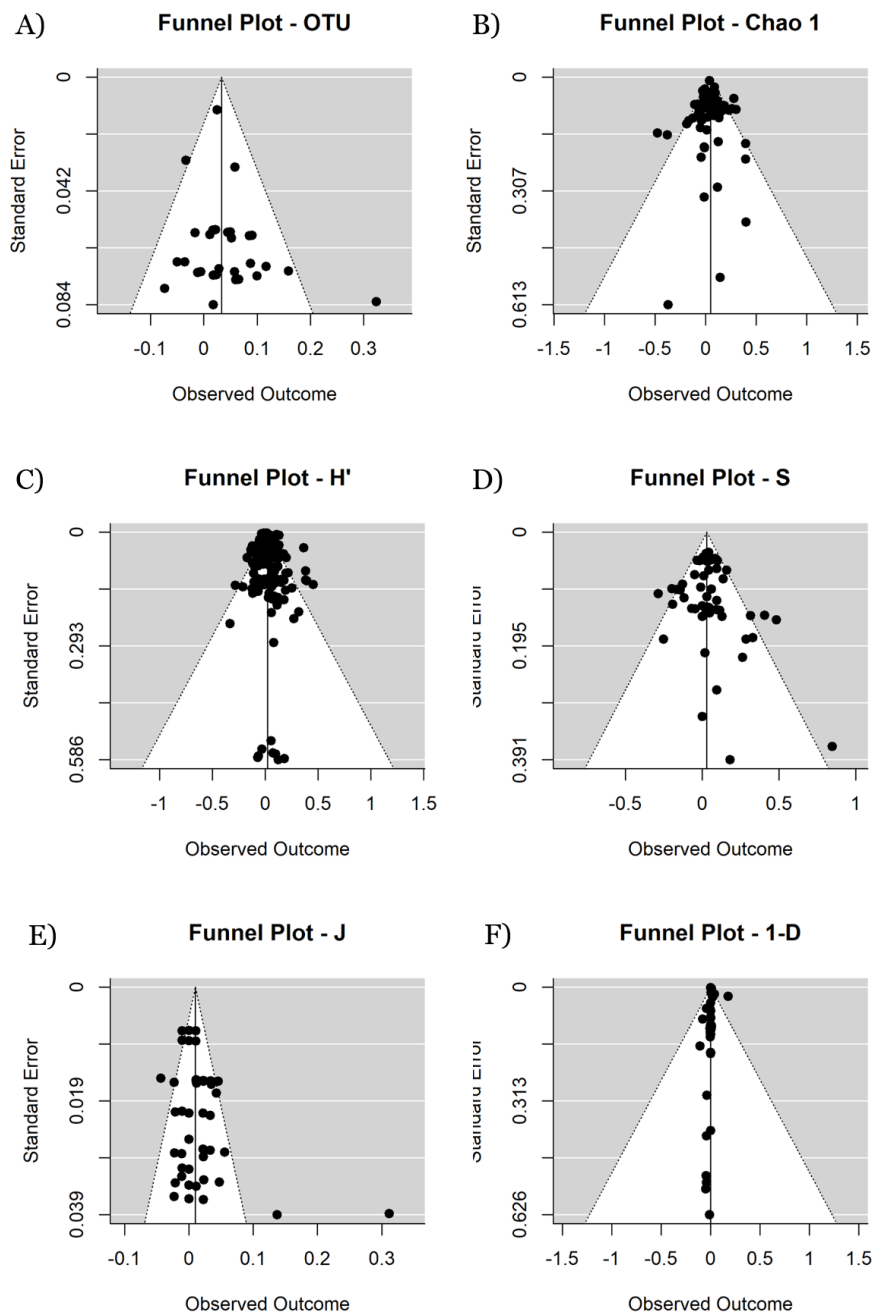 A)
Funnel Plot - OTU
Standard Error
0
0.042
0.084
-0.1
0
0.1
0.2
0.3
Observed Outcome
B)
Funnel Plot - Chao 1
Standard Error
0
0.307
0.613
-1.5
-1
-0.5
0
0.5
1
1.5
Observed Outcome
C)
Funnel Plot - H'
Standard Error
0
0.293
0.586
-1
-0.5
0
0.5
1
1.5
Observed Outcome
D)
Funnel Plot - S
Standard Error
0
0.195
0.391
-0.5
0
0.5
1
Observed Outcome
E)
Funnel Plot - J
Standard Error
0
0.019
0.039
-0.1
0
0.1
0.2
0.3
Observed Outcome
F)
Funnel Plot - 1-D
Standard Error
0
0.313
0.626
-1.5
-1
-0.5
0
0.5
1
1.5
Observed Outcome